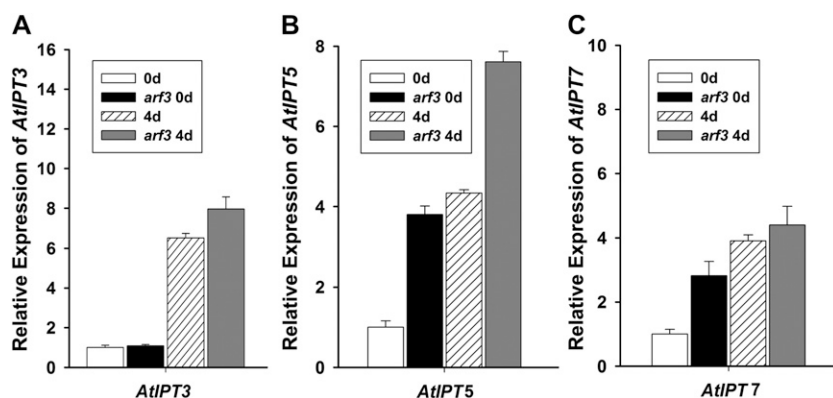 A
Relative Expression of AtIPT3
16
14
12
10
8
6
4
2
0
0d
arf3 0d
4d
arf3 4d
AtIPT3
B
Relative Expression of AtIPT5
8
6
4
2
0
0d
arf3 0d
4d
arf3 4d
AtIPT5
C
Relative Expression of AtIPT7
10
8
6
4
2
0
0d
arf3 0d
4d
arf3 4d
AtIPT 7